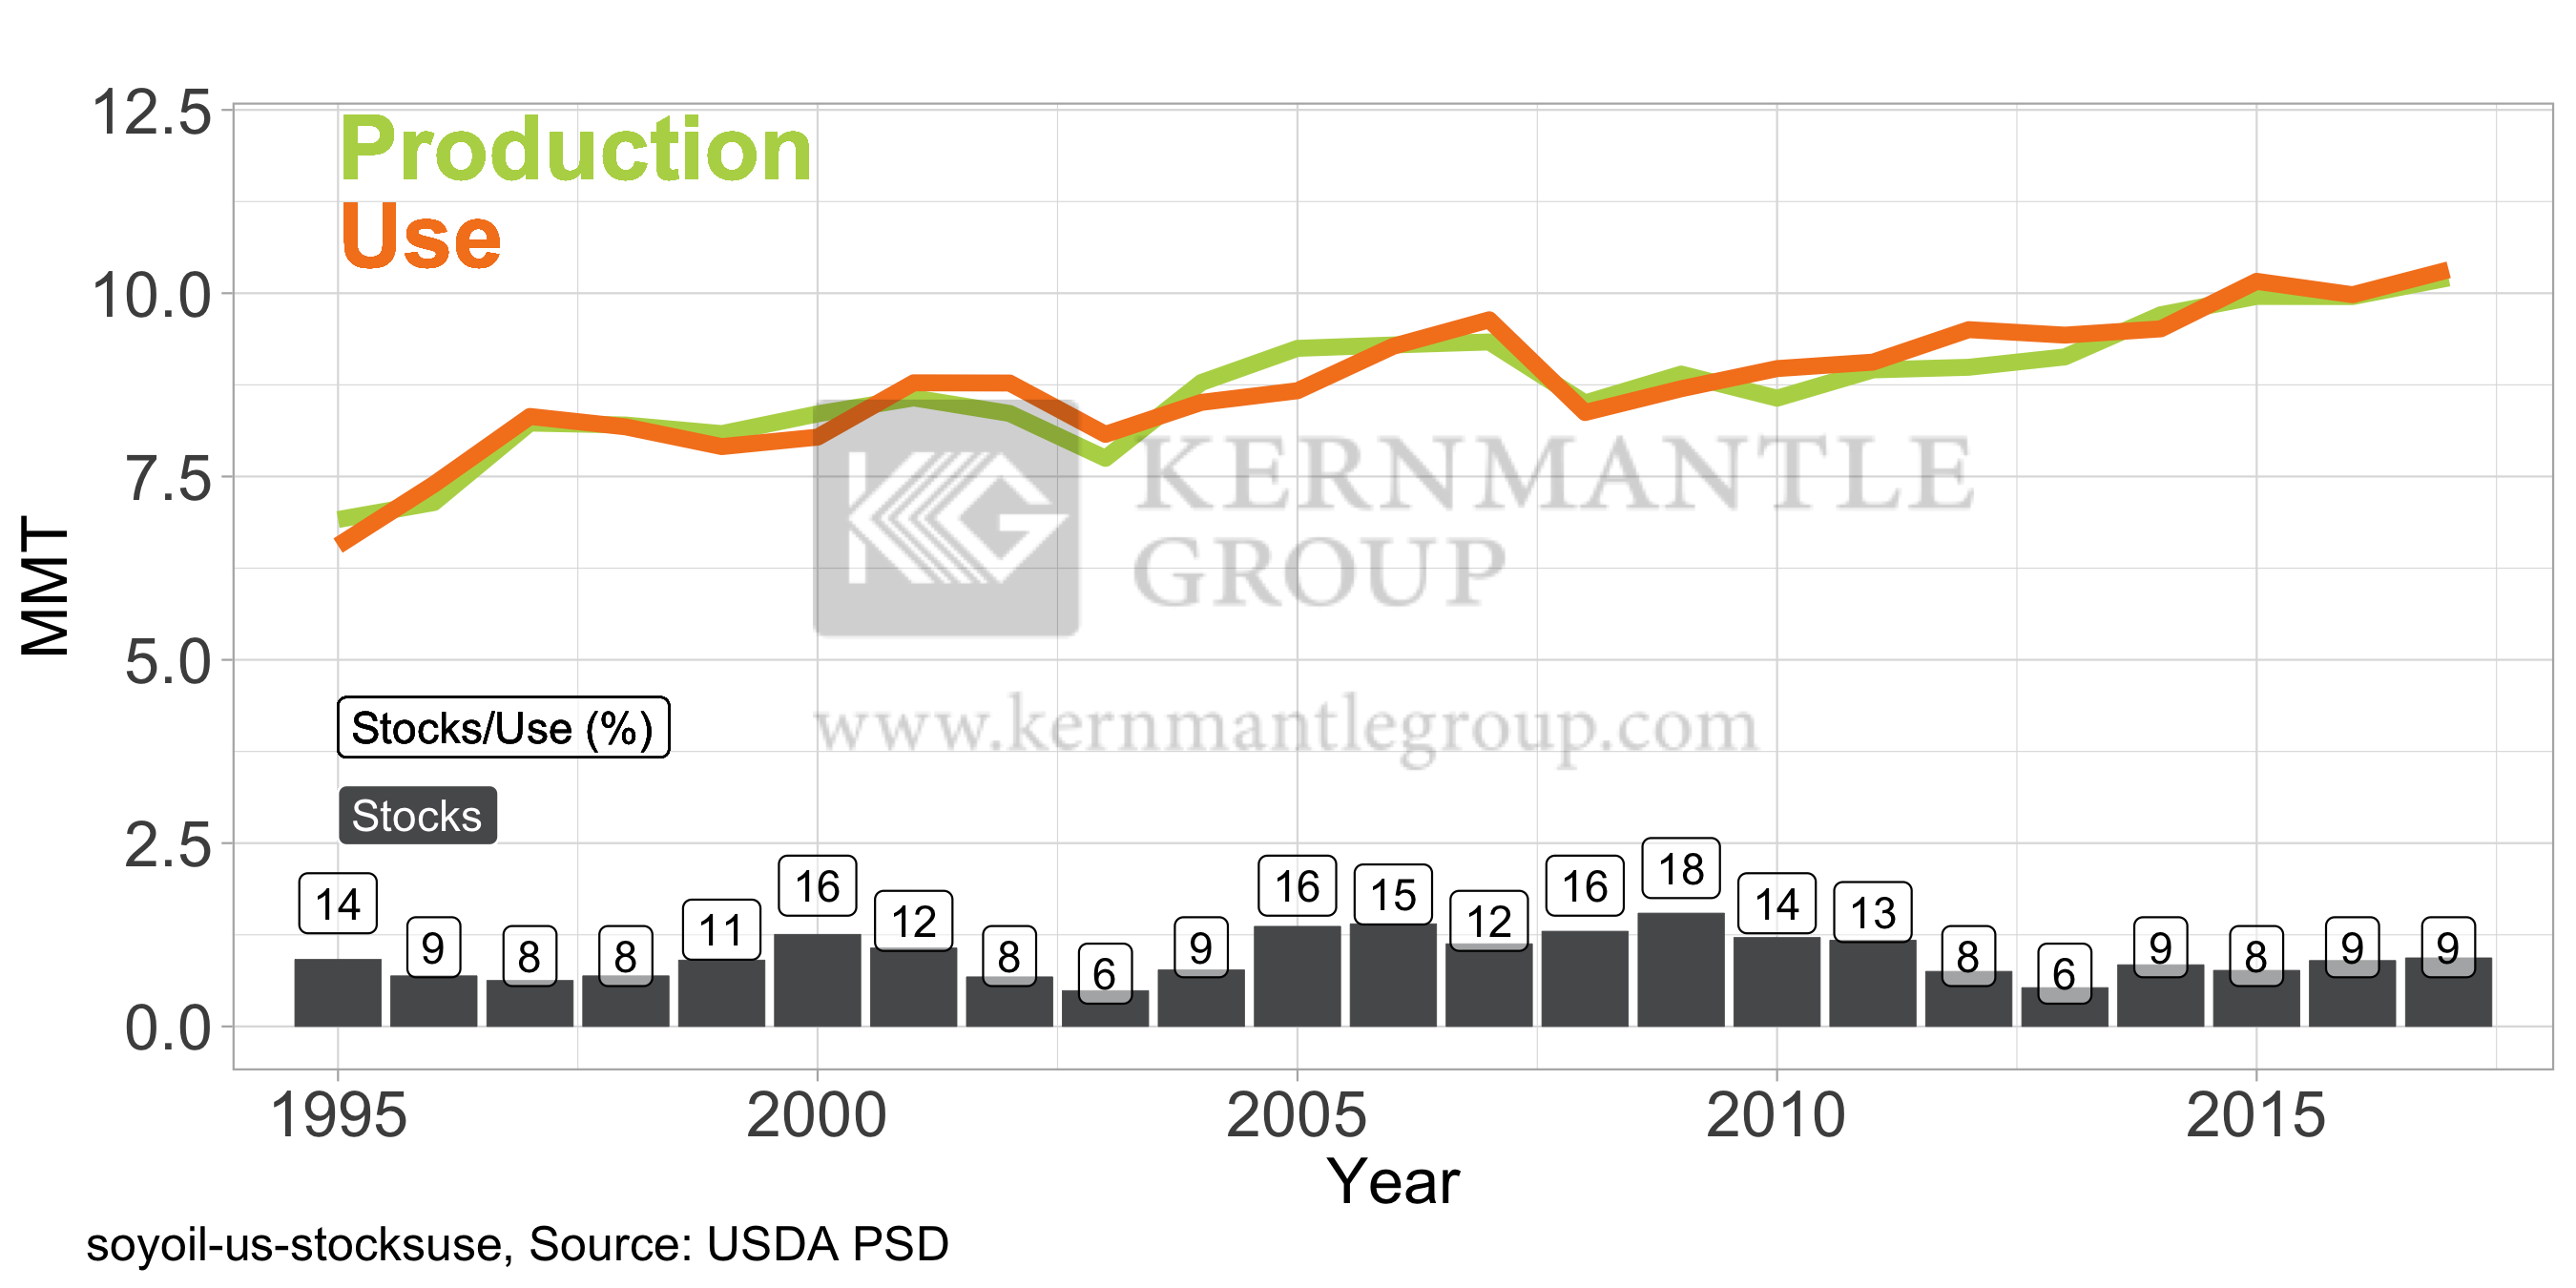 12.5
Production
Use
10.0
7.5
KERNMANTLE
GROUP
KG
MMT
5.0
Stocks/Use (%)
www.kernmantlegroup.com
Stocks
2.5
14 9 8 8 11 16 12 8 6 9 16 15 12 16 18 14 13 8 6 9 8 9 9
0.0
1995 2000 2005 2010 2015
Year
soyoil-us-stocksuse, Source: USDA PSD